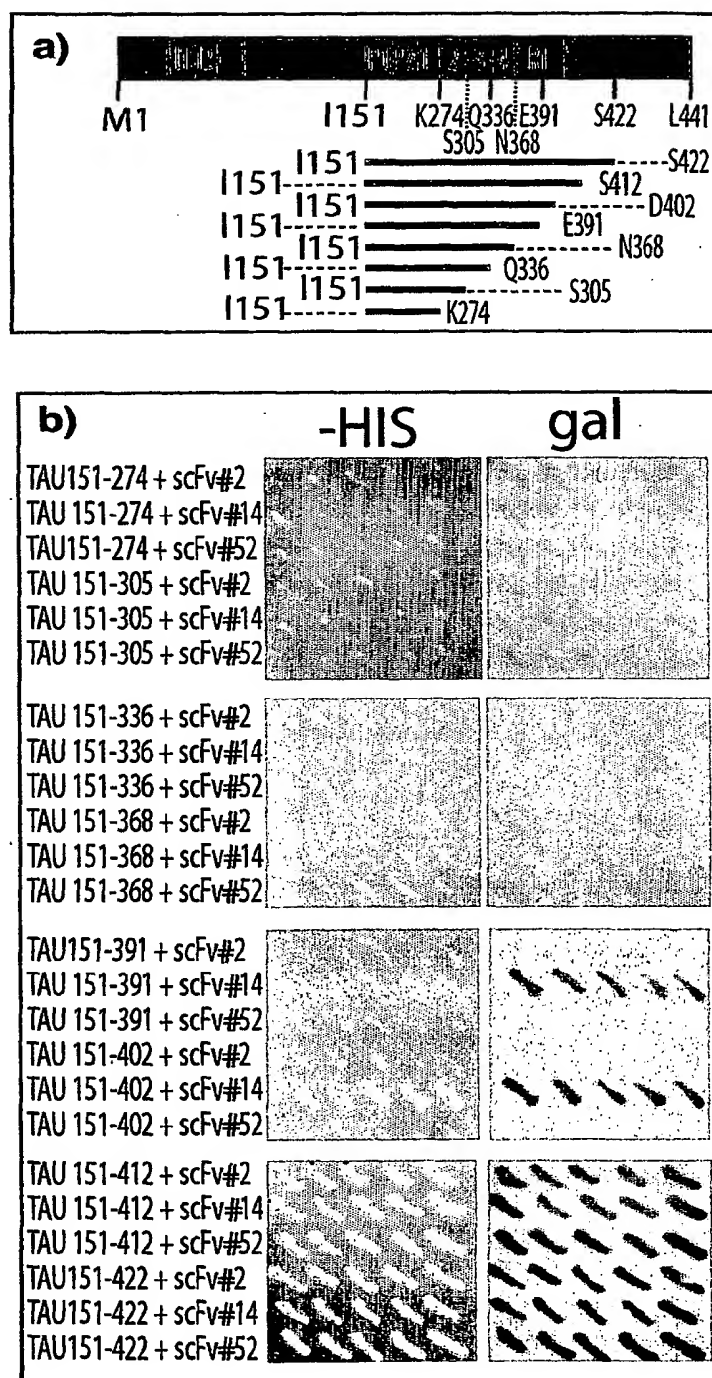 a)
M1 I151 K274 Q336 E391 S422 L441
S305 N368
I151 S422
I151 S412
I151 D402
I151 E391
I151 N368
I151 Q336
I151 S305
I151 K274
b)
-HIS gal
TAU151-274 + scFv#2
TAU 151-274 + scFv#14
TAU151-274 + scFv#52
TAU 151-305 + scFv#2
TAU 151-305 + scFv#14
TAU 151-305 + scFv#52
TAU 151-336 + scFv#2
TAU 151-336 + scFv#14
TAU 151-336 + scFv#52
TAU 151-368 + scFv#2
TAU 151-368 + scFv#14
TAU 151-368 + scFv#52
TAU151-391 + scFv#2
TAU 151-391 + scFv#14
TAU 151-391 + scFv#52
TAU 151-402 + scFv#2
TAU 151-402 + scFv#14
TAU 151-402 + scFv#52
TAU 151-412 + scFv#2
TAU 151-412 + scFv#14
TAU 151-412 + scFv#52
TAU151-422 + scFv#2
TAU151-422 + scFv#14
TAU151-422 + scFv#52